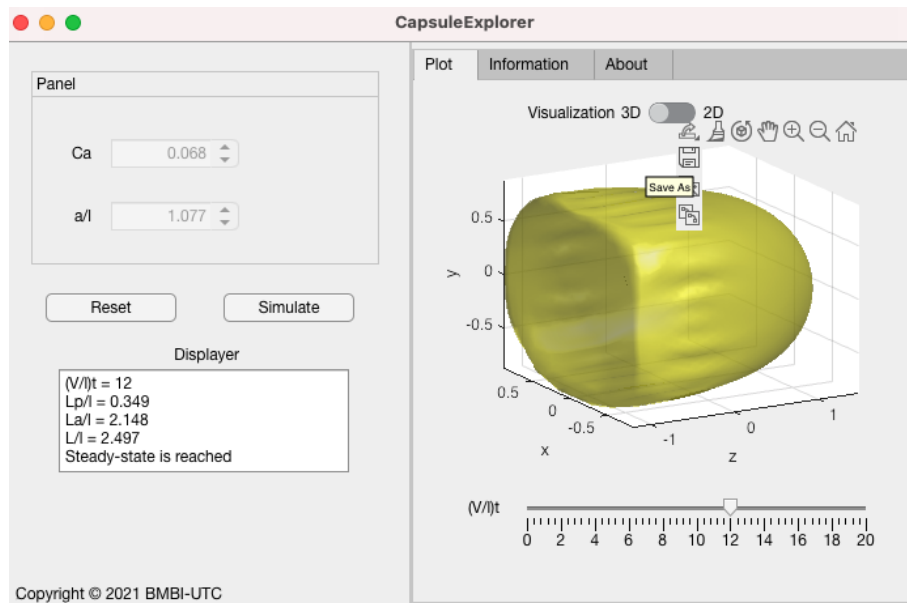 CapsuleExplorer
Panel
Ca 0.068
a/l 1.077
Reset Simulate
Displayer
(V/l)t = 12
Lp/l = 0.349
La/l = 2.148
L/l = 2.497
Steady-state is reached
Copyright © 2021 BMBI-UTC
Plot Information About
Visualization 3D 2D
Save As
0.5
0
-0.5
y
0.5
0
-0.5
x
-1
0
1
z
(V/l)t
0 2 4 6 8 10 12 14 16 18 20